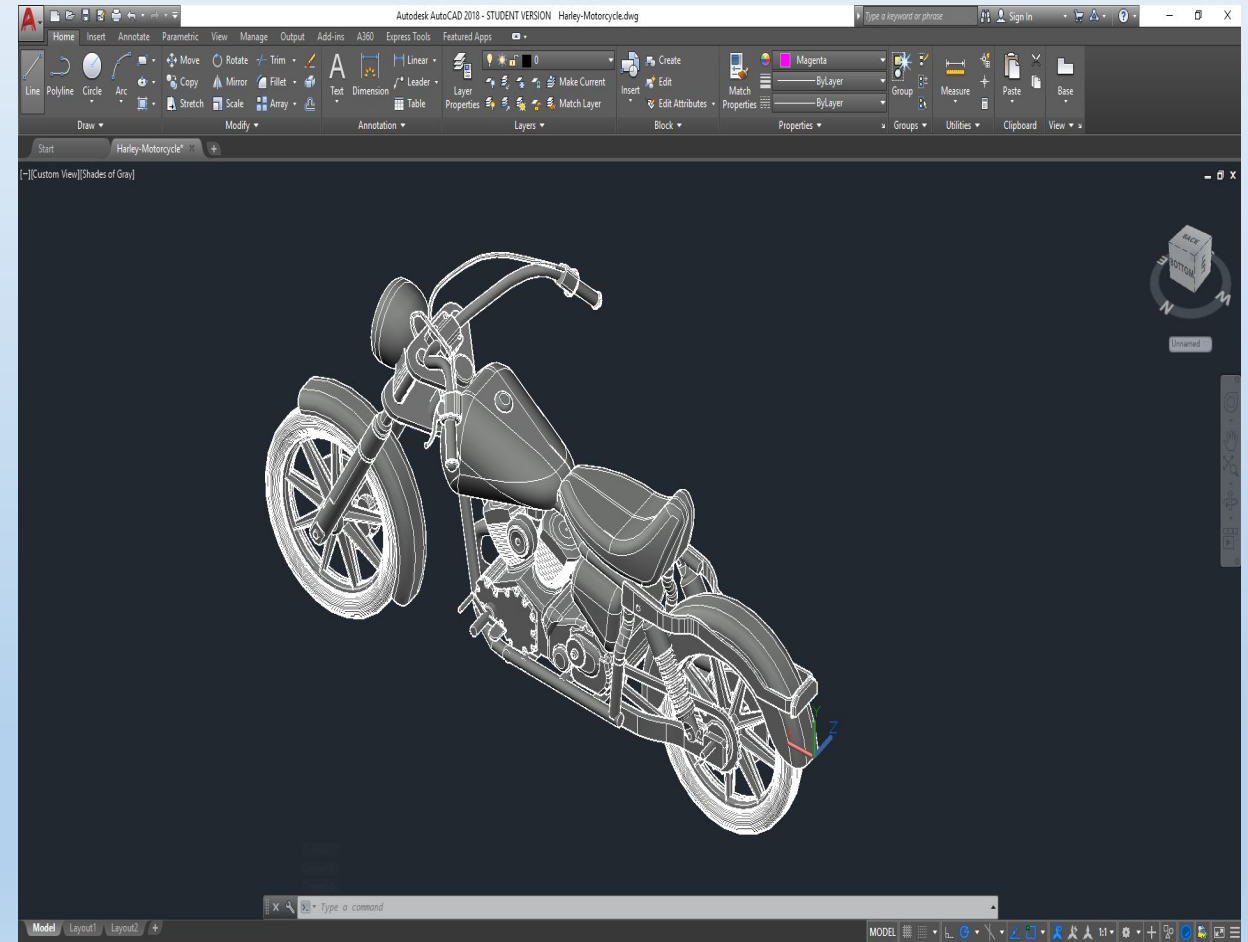 Autodesk AutoCAD 2018 - STUDENT VERSION Harley-Motorcycle.dwg
Type a keyword or phrase
Sign In
Home Insert Annotate Parametric View Manage Output Add-ins A360 Express Tools Featured Apps
Line Polyline Circle Arc
Move Rotate Trim
Copy Mirror Fillet
Stretch Scale Array
Text Dimension
Linear
Leader
Table
Layer Properties
0
Make Current
Match Layer
Insert
Create
Edit
Edit Attributes
Match Properties
Magenta
ByLayer
ByLayer
Group
Measure
Paste
Base
Draw Modify Annotation Layers Block Properties Groups Utilities Clipboard View
Start Harley-Motorcycle*
[−][Custom View][Shades of Gray]
BACK
BOTTOM
E
W
N
Unnamed
Y
Z
Type a command
Model Layout1 Layout2
MODEL
1:1